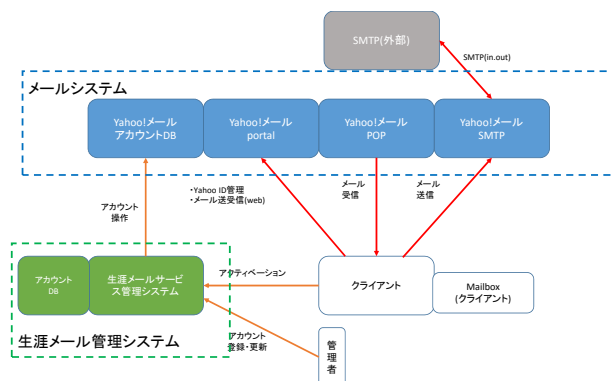 SMTP(外部)
SMTP(in.out)
メールシステム
Yahoo!メール
アカウントDB
Yahoo!メール
portal
Yahoo!メール
POP
Yahoo!メール
SMTP
・Yahoo ID管理
・メール送受信(web)
メール
受信
メール
送信
アカウント
操作
アカウント
DB
生涯メールサービ
ス管理システム
アクティベーション
クライアント
Mailbox
(クライアント)
生涯メール管理システム
アカウント
登録・更新
管
理
者